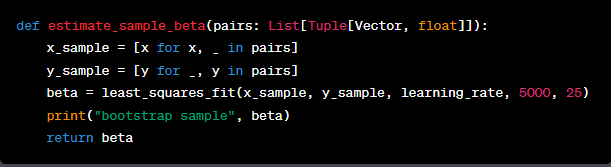 def estimate_sample_beta(pairs: List[Tuple[Vector, float]]):
    x_sample = [x for x, _ in pairs]
    y_sample = [y for _, y in pairs]
    beta = least_squares_fit(x_sample, y_sample, learning_rate, 5000, 25)
    print("bootstrap sample", beta)
    return beta